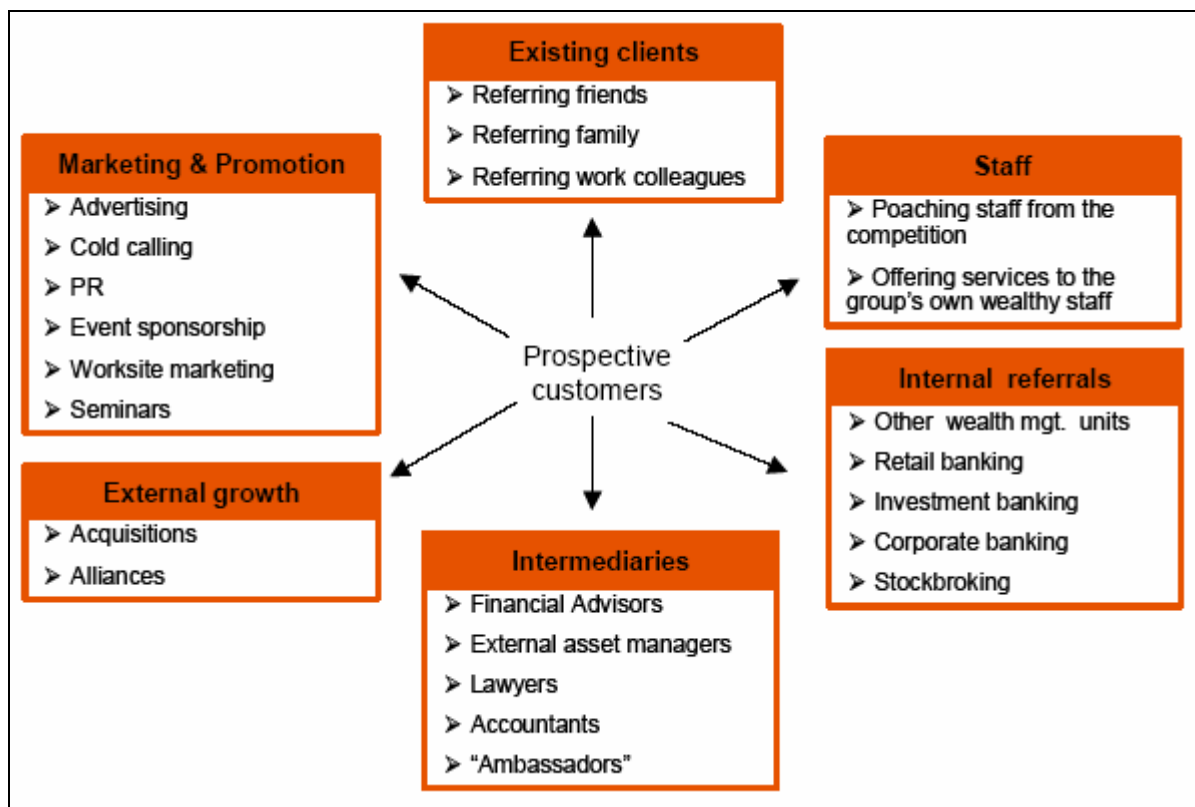 Existing clients
➢ Referring friends
➢ Referring family
➢ Referring work colleagues
Marketing & Promotion
➢ Advertising
➢ Cold calling
➢ PR
➢ Event sponsorship
➢ Worksite marketing
➢ Seminars
Staff
➢ Poaching staff from the
competition
➢ Offering services to the
group's own wealthy staff
Prospective
customers
Internal referrals
➢ Other wealth mgt. units
➢ Retail banking
➢ Investment banking
➢ Corporate banking
➢ Stockbroking
External growth
➢ Acquisitions
➢ Alliances
Intermediaries
➢ Financial Advisors
➢ External asset managers
➢ Lawyers
➢ Accountants
➢ "Ambassadors"